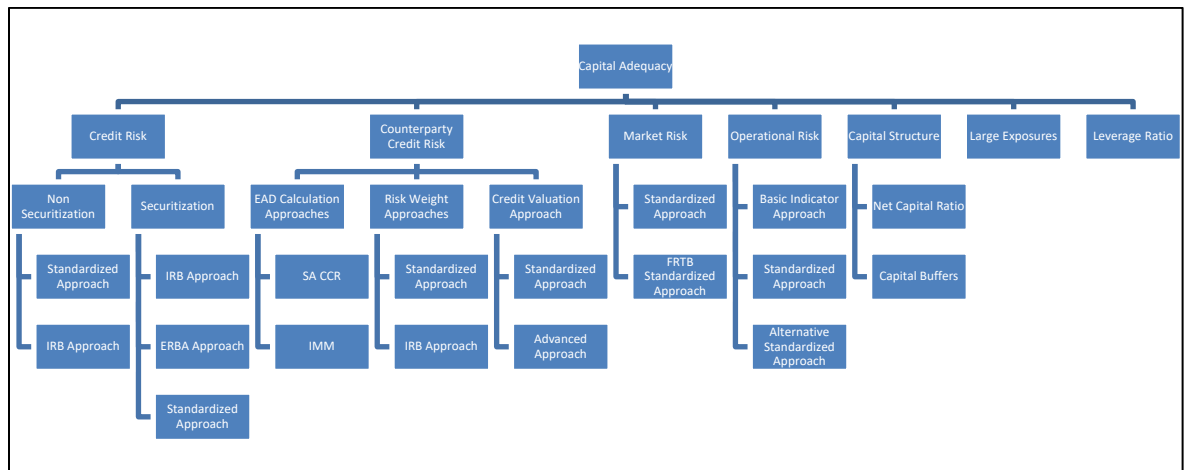 Capital Adequacy
Credit Risk
Counterparty
Credit Risk
Market Risk
Operational Risk
Capital Structure
Large Exposures
Leverage Ratio
Non
Securitization
Securitization
EAD Calculation
Approaches
Risk Weight
Approaches
Credit Valuation
Approach
Standardized
Approach
Basic Indicator
Approach
Net Capital Ratio
Standardized
Approach
IRB Approach
SA CCR
Standardized
Approach
Standardized
Approach
FRTB
Standardized
Approach
Standardized
Approach
Capital Buffers
IRB Approach
ERBA Approach
IMM
IRB Approach
Advanced
Approach
Alternative
Standardized
Approach
Standardized
Approach